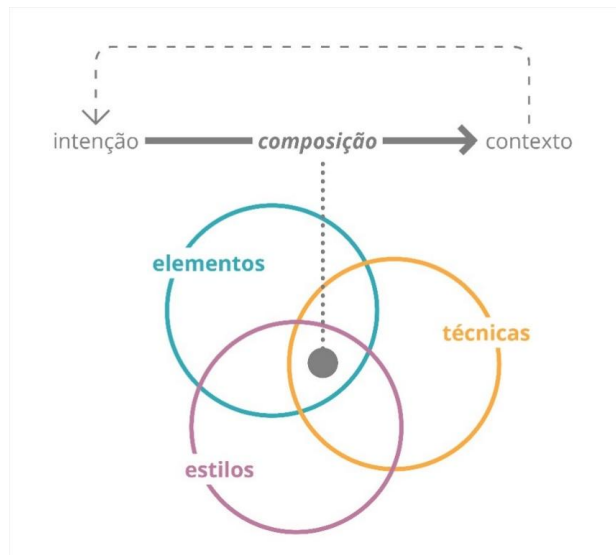 intenção composição contexto
elementos
técnicas
estilos